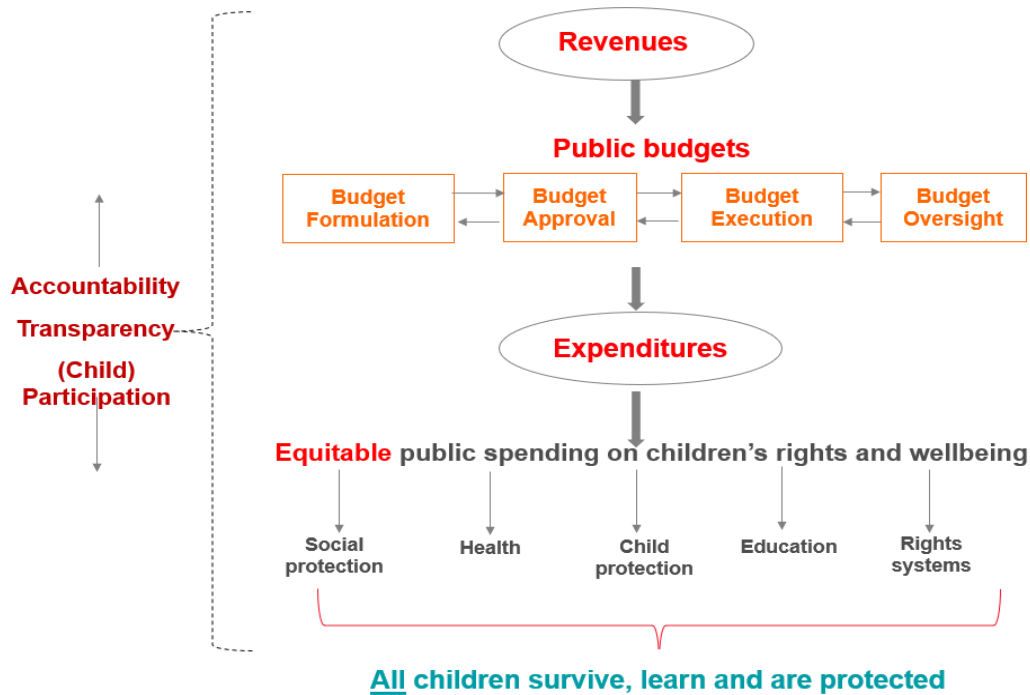 Revenues
Public budgets
Budget
Formulation
Budget
Approval
Budget
Execution
Budget
Oversight
Accountability
Transparency
(Child)
Participation
Expenditures
Equitable public spending on children’s rights and wellbeing
Social
protection
Health
Child
protection
Education
Rights
systems
All children survive, learn and are protected